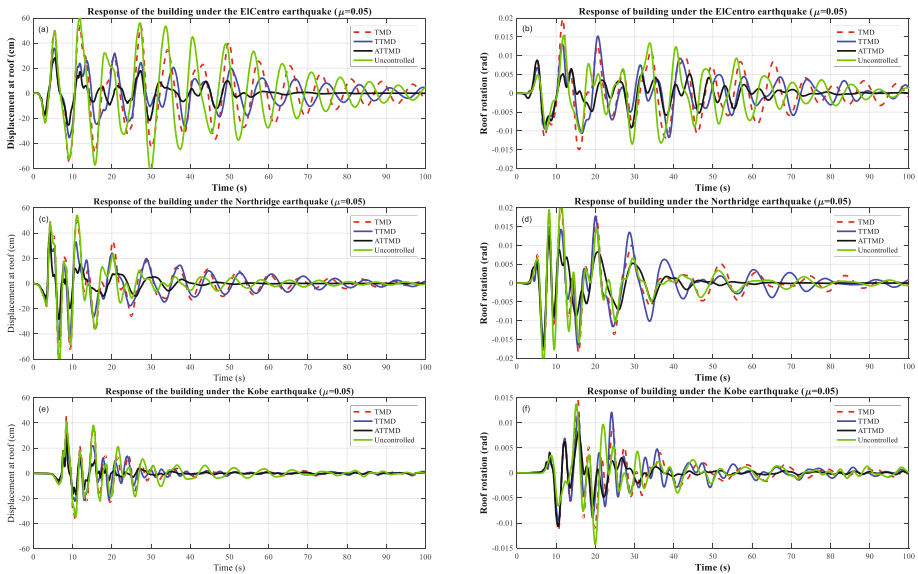 Response of the building under the ElCentro earthquake (μ=0.05)
(a)
TMD
TTMD
ATTMD
Uncontrolled
Displacement at roof (cm)
60
40
20
0
-20
-40
-60
0 10 20 30 40 50 60 70 80 90 100
Time (s)
Response of building under the ElCentro earthquake (μ=0.05)
(b)
TMD
TTMD
ATTMD
Uncontrolled
Roof rotation (rad)
0.02
0.015
0.01
0.005
0
-0.005
-0.01
-0.015
-0.02
0 10 20 30 40 50 60 70 80 90 100
Time (s)
Response of the building under the Northridge earthquake (μ=0.05)
(c)
TMD
TTMD
ATTMD
Uncontrolled
Displacement at roof (cm)
60
40
20
0
-20
-40
-60
0 10 20 30 40 50 60 70 80 90 100
Time (s)
Response of building under the Northridge earthquake (μ=0.05)
(d)
TMD
TTMD
ATTMD
Uncontrolled
Roof rotation (rad)
0.02
0.015
0.01
0.005
0
-0.005
-0.01
-0.015
-0.02
0 10 20 30 40 50 60 70 80 90 100
Time (s)
Response of the building under the Kobe earthquake (μ=0.05)
(e)
TMD
TTMD
ATTMD
Uncontrolled
Displacement at roof (cm)
60
40
20
0
-20
-40
-60
0 10 20 30 40 50 60 70 80 90 100
Time (s)
Response of building under the Kobe earthquake (μ=0.05)
(f)
TMD
TTMD
ATTMD
Uncontrolled
Roof rotation (rad)
0.015
0.01
0.005
0
-0.005
-0.01
-0.015
0 10 20 30 40 50 60 70 80 90 100
Time (s)